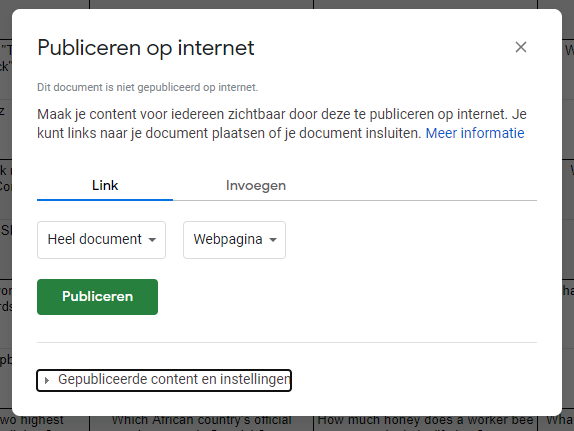 Publiceren op internet
Dit document is niet gepubliceerd op internet.
Maak je content voor iedereen zichtbaar door deze te publiceren op internet. Je
kunt links naar je document plaatsen of je document insluiten. Meer informatie
Link Invoegen
Heel document Webpagina
Publiceren
Gepubliceerde content en instellingen
two highest Which African country's official How much honey does a worker bee